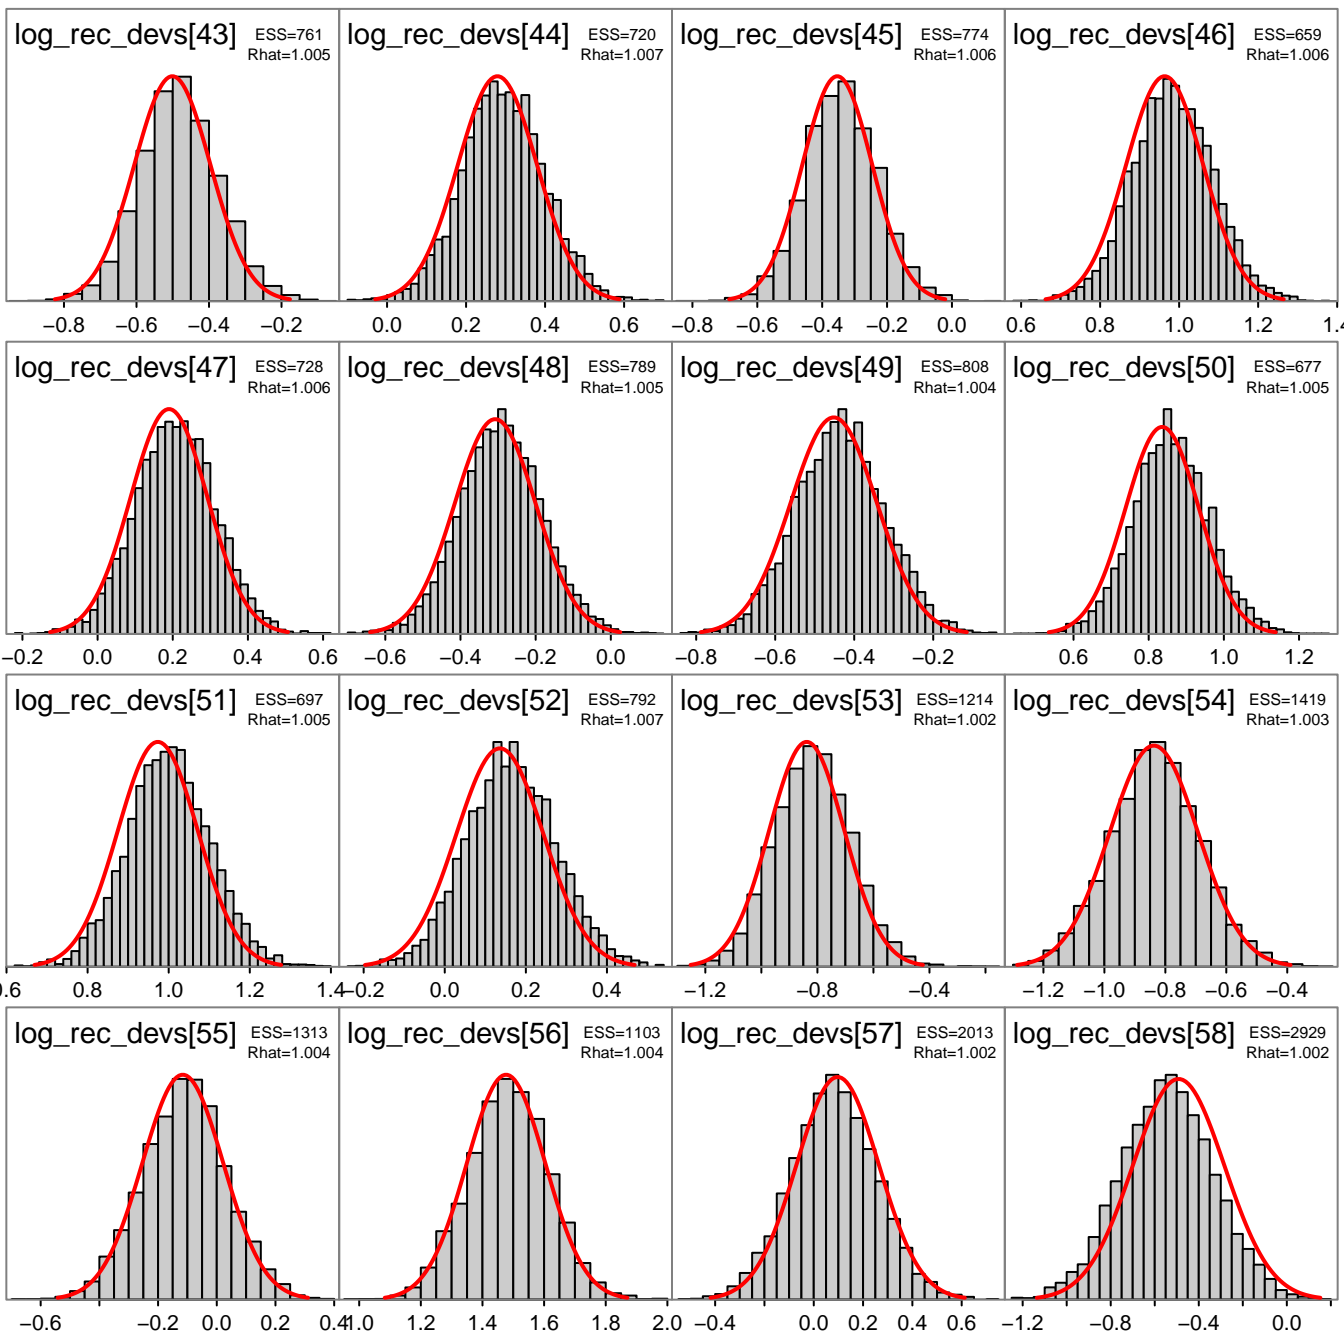 log_rec_devs[43] ESS=761
Rhat=1.005
log_rec_devs[44] ESS=720
Rhat=1.007
log_rec_devs[45] ESS=774
Rhat=1.006
log_rec_devs[46] ESS=659
Rhat=1.006
−0.8 −0.6 −0.4 −0.2
0.0 0.2 0.4 0.6
−0.8 −0.6 −0.4 −0.2 0.0
0.6 0.8 1.0 1.2 1.4
log_rec_devs[47] ESS=728
Rhat=1.006
log_rec_devs[48] ESS=789
Rhat=1.005
log_rec_devs[49] ESS=808
Rhat=1.004
log_rec_devs[50] ESS=677
Rhat=1.005
−0.2 0.0 0.2 0.4 0.6
−0.6 −0.4 −0.2 0.0
−0.8 −0.6 −0.4 −0.2
0.6 0.8 1.0 1.2
log_rec_devs[51] ESS=697
Rhat=1.005
log_rec_devs[52] ESS=792
Rhat=1.007
log_rec_devs[53] ESS=1214
Rhat=1.002
log_rec_devs[54] ESS=1419
Rhat=1.003
0.6 0.8 1.0 1.2 1.4
−0.2 0.0 0.2 0.4
−1.2 −0.8 −0.4
−1.2 −1.0 −0.8 −0.6 −0.4
log_rec_devs[55] ESS=1313
Rhat=1.004
log_rec_devs[56] ESS=1103
Rhat=1.004
log_rec_devs[57] ESS=2013
Rhat=1.002
log_rec_devs[58] ESS=2929
Rhat=1.002
−0.6 −0.2 0.0 0.2 0.4
1.0 1.2 1.4 1.6 1.8 2.0
−0.4 0.0 0.2 0.4 0.6
−1.2 −0.8 −0.4 0.0